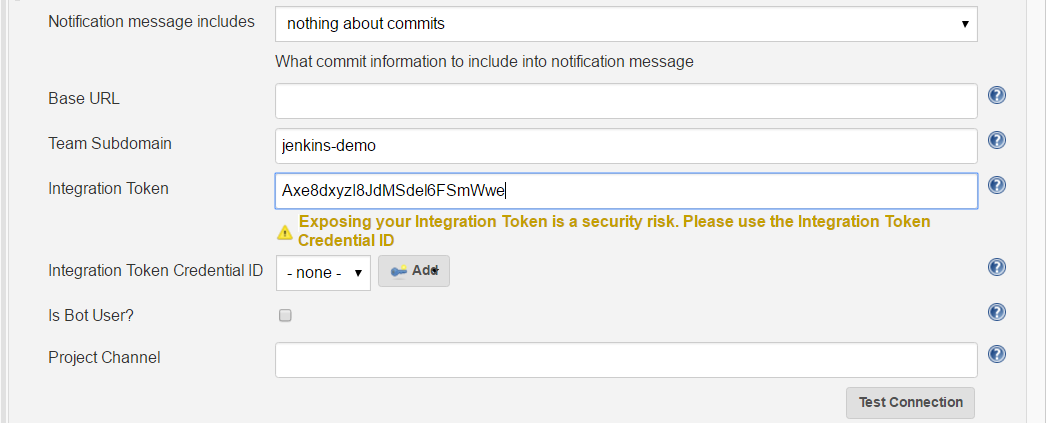 Notification message includes
nothing about commits
What commit information to include into notification message
Base URL
Team Subdomain
jenkins-demo
Integration Token
Axe8dxyzI8JdMSdeI6FSmWwe
Exposing your Integration Token is a security risk. Please use the Integration Token
Credential ID
Integration Token Credential ID
- none -
Add
Is Bot User?
Project Channel
Test Connection